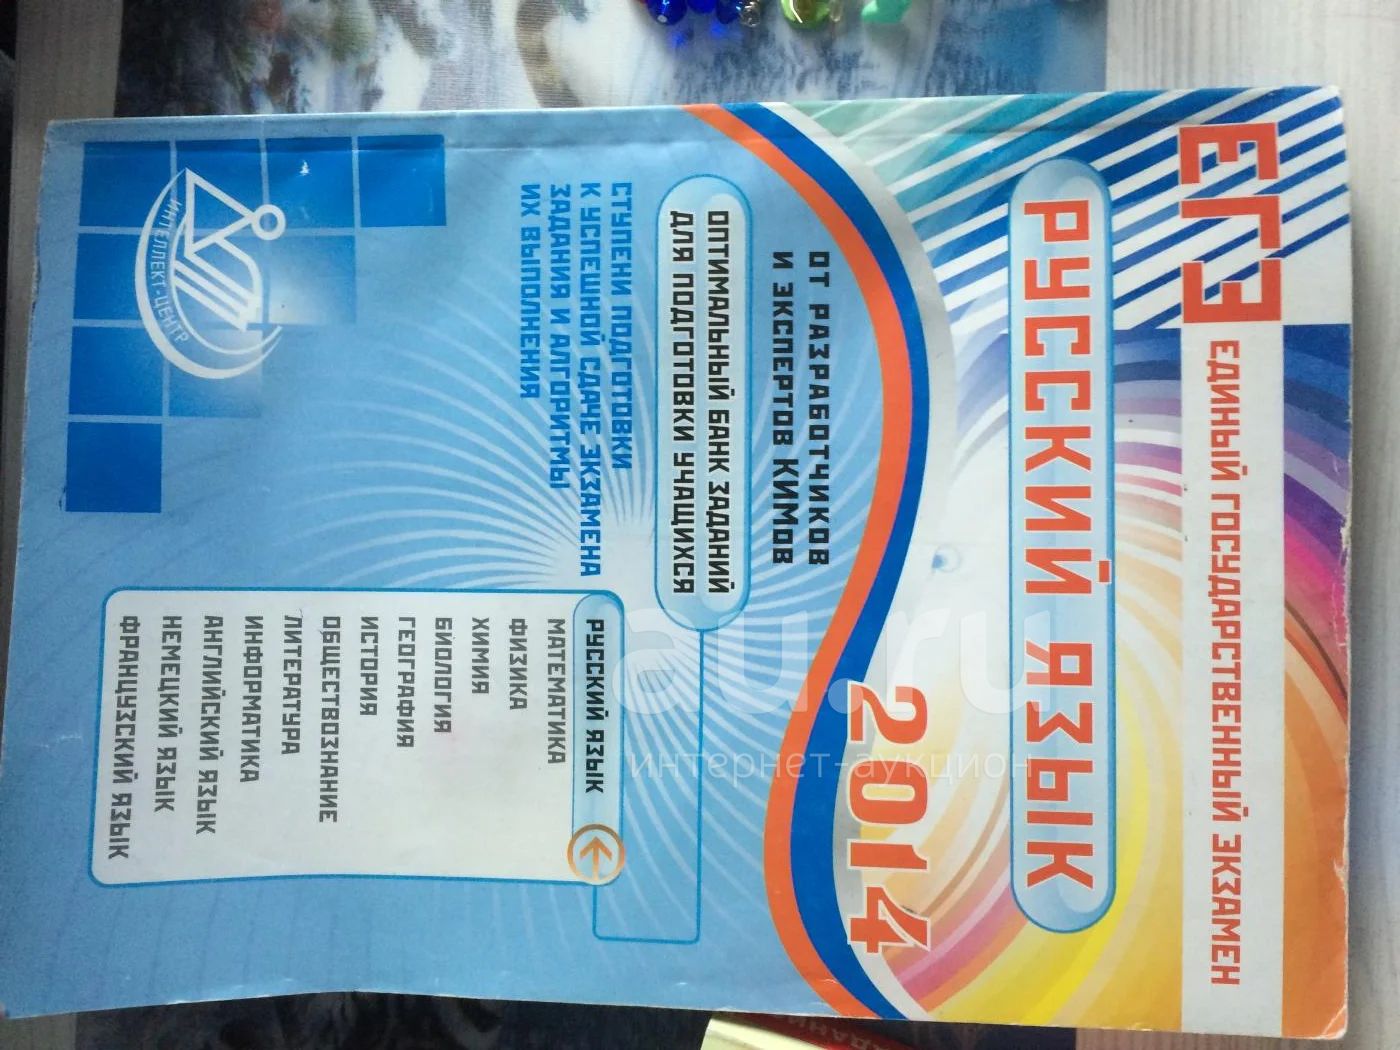 ЕГЭ
ЕДИНЫЙ ГОСУДАРСТВЕННЫЙ ЭКЗАМЕН
РУССКИЙ ЯЗЫК
2014
ОТ РАЗРАБОТЧИКОВ
И ЭКСПЕРТОВ КИМОВ
ОПТИМАЛЬНЫЙ БАНК ЗАДАНИЙ
ДЛЯ ПОДГОТОВКИ УЧАЩИХСЯ
СТУПЕНИ ПОДГОТОВКИ
К УСПЕШНОЙ СДАЧЕ ЭКЗАМЕНА
ЗАДАНИЯ И АЛГОРИТМЫ
ИХ ВЫПОЛНЕНИЯ
РУССКИЙ ЯЗЫК
МАТЕМАТИКА
ФИЗИКА
ХИМИЯ
БИОЛОГИЯ
ГЕОГРАФИЯ
ИСТОРИЯ
ОБЩЕСТВОЗНАНИЕ
ЛИТЕРАТУРА
ИНФОРМАТИКА
АНГЛИЙСКИЙ ЯЗЫК
НЕМЕЦКИЙ ЯЗЫК
ФРАНЦУЗСКИЙ ЯЗЫК
ИНТЕЛЛЕКТ-ЦЕНТР
au.ru
интернет-аукцион